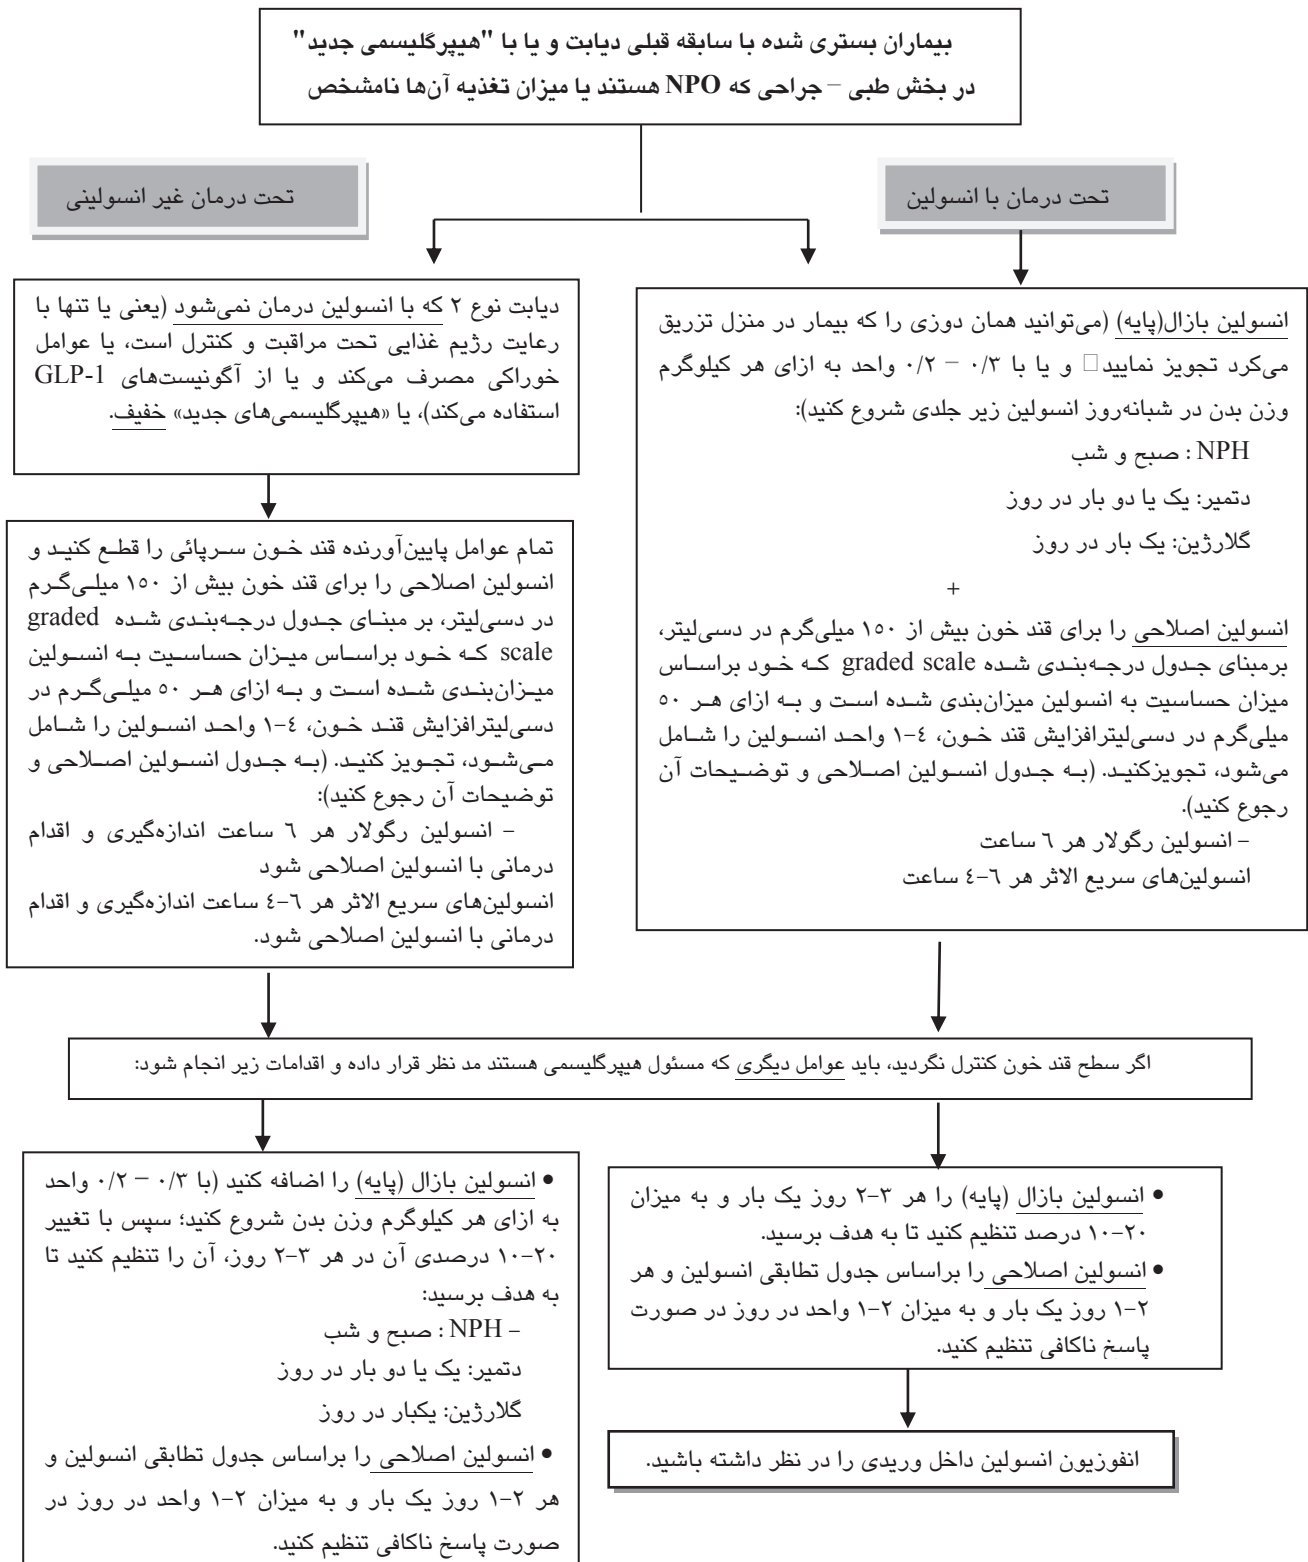 بیماران بستری شده با سابقه قبلی دیابت و یا با "هیپرگلیسمی جدید"
در بخش طبی – جراحی که NPO هستند یا میزان تغذیه آن‌ها نامشخص
تحت درمان با انسولین
تحت درمان غیر انسولینی
انسولین بازال(پایه) (می‌توانید همان دوزی را که بیمار در منزل تزریق
می‌کرد تجویز نمایید□ و یا با ۰/۳ – ۰/۲ واحد به ازای هر کیلوگرم
وزن بدن در شبانه‌روز انسولین زیر جلدی شروع کنید):
NPH : صبح و شب
دتمیر: یک یا دو بار در روز
گلارژین: یک بار در روز
+
انسولین اصلاحی را برای قند خون بیش از ۱۵۰ میلی‌گرم در دسی‌لیتر،
برمبنای جدول درجه‌بندی شده graded scale که خود براساس
میزان حساسیت به انسولین میزان‌بندی شده است و به ازای هر ۵۰
میلی‌گرم در دسی‌لیترافزایش قند خون، ٤-۱ واحد انسولین را شامل
می‌شود، تجویزکنید. (به جدول انسولین اصلاحی و توضیحات آن
رجوع کنید).
– انسولین رگولار هر ٦ ساعت
انسولین‌های سریع الاثر هر ٦-٤ ساعت
دیابت نوع ۲ که با انسولین درمان نمی‌شود (یعنی یا تنها با
رعایت رژیم غذایی تحت مراقبت و کنترل است، یا عوامل
خوراکی مصرف می‌کند و یا از آگونیست‌های GLP-1
استفاده می‌کند)، یا «هیپرگلیسمی‌های جدید» خفیف.
تمام عوامل پایین‌آورنده قند خون سرپائی را قطع کنید و
انسولین اصلاحی را برای قند خون بیش از ۱۵۰ میلی‌گرم
در دسی‌لیتر، بر مبنای جدول درجه‌بندی شده graded
scale که خود براساس میزان حساسیت به انسولین
میزان‌بندی شده است و به ازای هر ۵۰ میلی‌گرم در
دسی‌لیترافزایش قند خون، ٤-۱ واحد انسولین را شامل
می‌شود، تجویز کنید. (به جدول انسولین اصلاحی و
توضیحات آن رجوع کنید):
– انسولین رگولار هر ٦ ساعت اندازه‌گیری و اقدام
درمانی با انسولین اصلاحی شود
انسولین‌های سریع الاثر هر ٦-٤ ساعت اندازه‌گیری و اقدام
درمانی با انسولین اصلاحی شود.
اگر سطح قند خون کنترل نگردید، باید عوامل دیگری که مسئول هیپرگلیسمی هستند مد نظر قرار داده و اقدامات زیر انجام شود:
• انسولین بازال (پایه) را هر ۳-۲ روز یک بار و به میزان
۲۰-۱۰ درصد تنظیم کنید تا به هدف برسید.
• انسولین اصلاحی را براساس جدول تطابقی انسولین و هر
۲-۱ روز یک بار و به میزان ۲-۱ واحد در روز در صورت
پاسخ ناکافی تنظیم کنید.
انفوزیون انسولین داخل وریدی را در نظر داشته باشید.
• انسولین بازال (پایه) را اضافه کنید (با ۰/۳ – ۰/۲ واحد
به ازای هر کیلوگرم وزن بدن شروع کنید؛ سپس با تغییر
۲۰-۱۰ درصدی آن در هر ۳-۲ روز، آن را تنظیم کنید تا
به هدف برسید:
– NPH : صبح و شب
دتمیر: یک یا دو بار در روز
گلارژین: یکبار در روز
• انسولین اصلاحی را براساس جدول تطابقی انسولین و
هر ۲-۱ روز یک بار و به میزان ۲-۱ واحد در روز در
صورت پاسخ ناکافی تنظیم کنید.